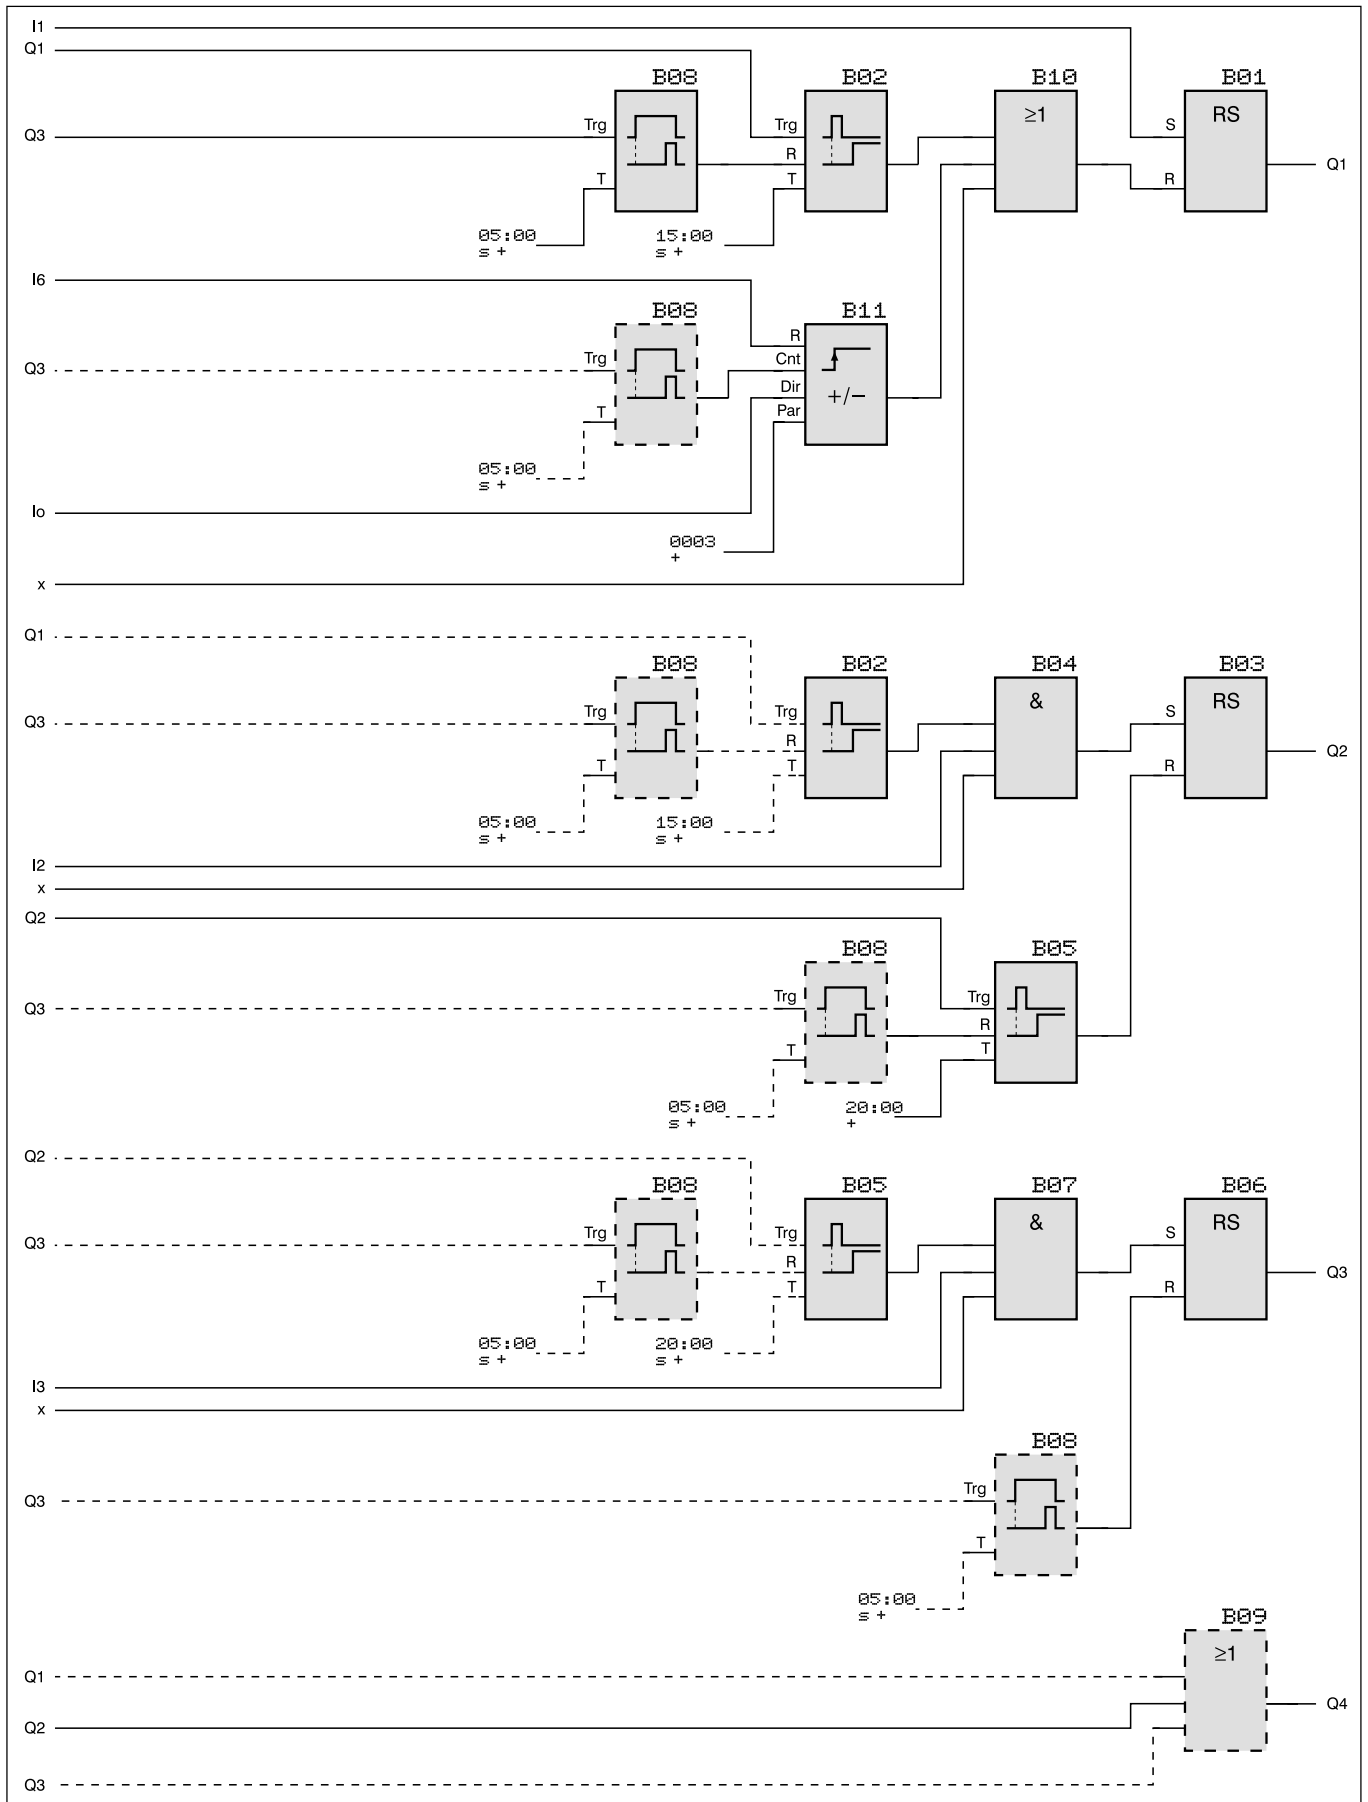 I1
Q1
B08 B02 B10 B01
Trg Trg ≥1 S RS
Q3
R Q1
T T R
05:00 15:00
s + s +
I6
B08 B11
R
Trg Cnt
Q3
Dir
+/−
T Par
05:00
s +
Io
0003
+
x
Q1
B08 B02 B04 B03
Trg Trg & S RS
Q3
R Q2
T T R
05:00 15:00
s + s +
I2
x
Q2
B08 B05
Q3 Trg Trg
R
T T
05:00 20:00
s + +
Q2
B08 B05 B07 B06
Trg Trg & S RS
Q3
R Q3
T T R
05:00 20:00
s + s +
I3
x
B08
Q3 Trg
T
05:00
s +
B09
≥1
Q1
Q4
Q2
Q3